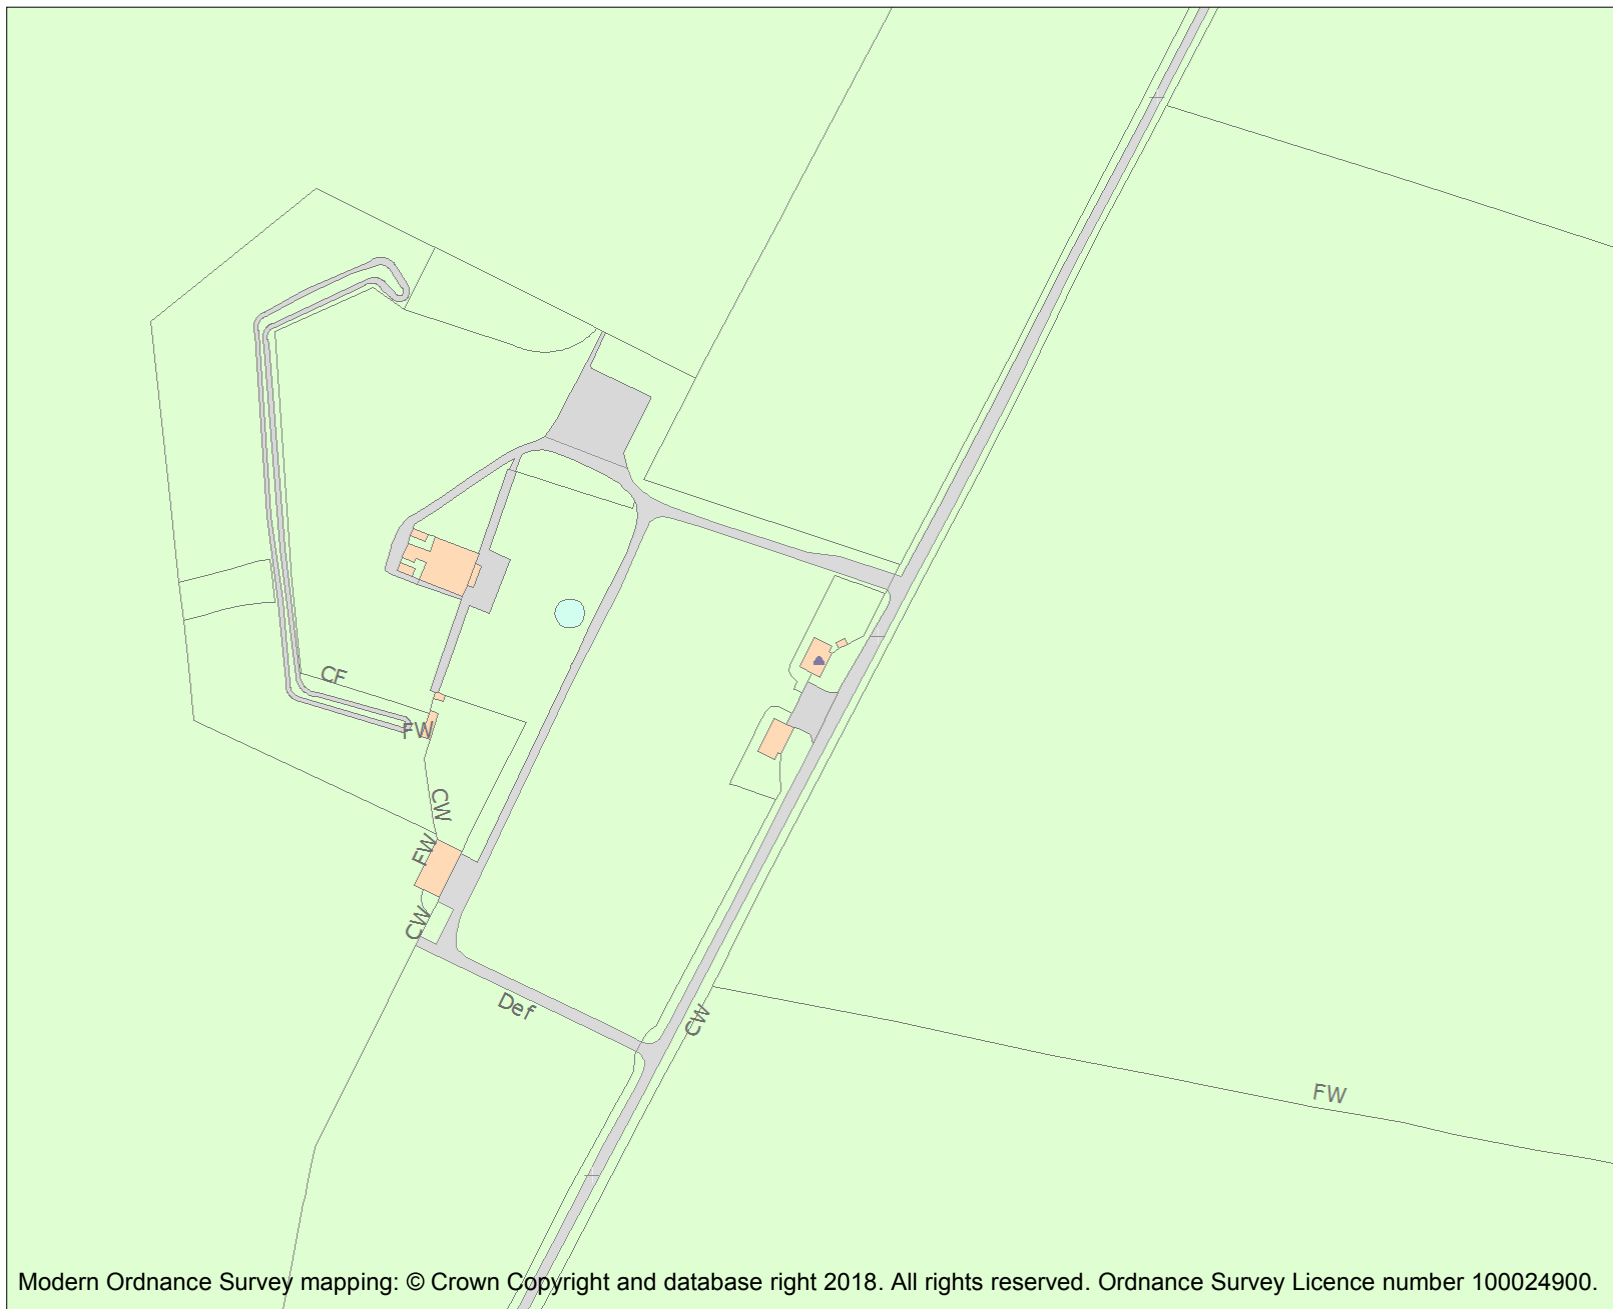 CF
FW
CW
FW
CW
Def
CW
FW
Modern Ordnance Survey mapping: © Crown Copyright and database right 2018. All rights reserved. Ordnance Survey Licence number 100024900.